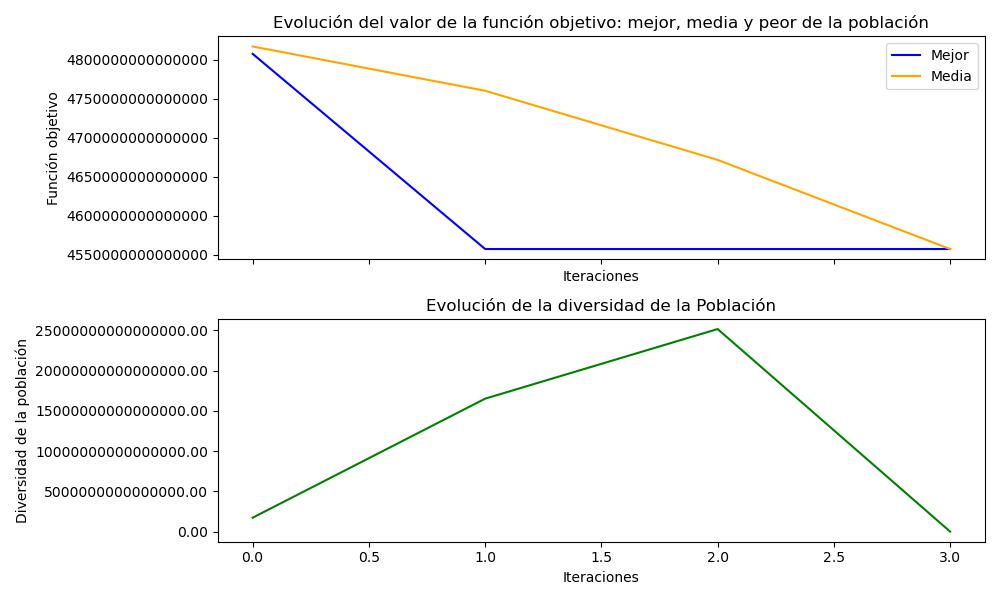 Evolución del valor de la función objetivo: mejor, media y peor de la población
Función objetivo
4800000000000000
4750000000000000
4700000000000000
4650000000000000
4600000000000000
4550000000000000
Mejor
Media
Iteraciones
Evolución de la diversidad de la Población
Diversidad de la población
25000000000000000.00
20000000000000000.00
15000000000000000.00
10000000000000000.00
5000000000000000.00
0.00
0.0 0.5 1.0 1.5 2.0 2.5 3.0
Iteraciones